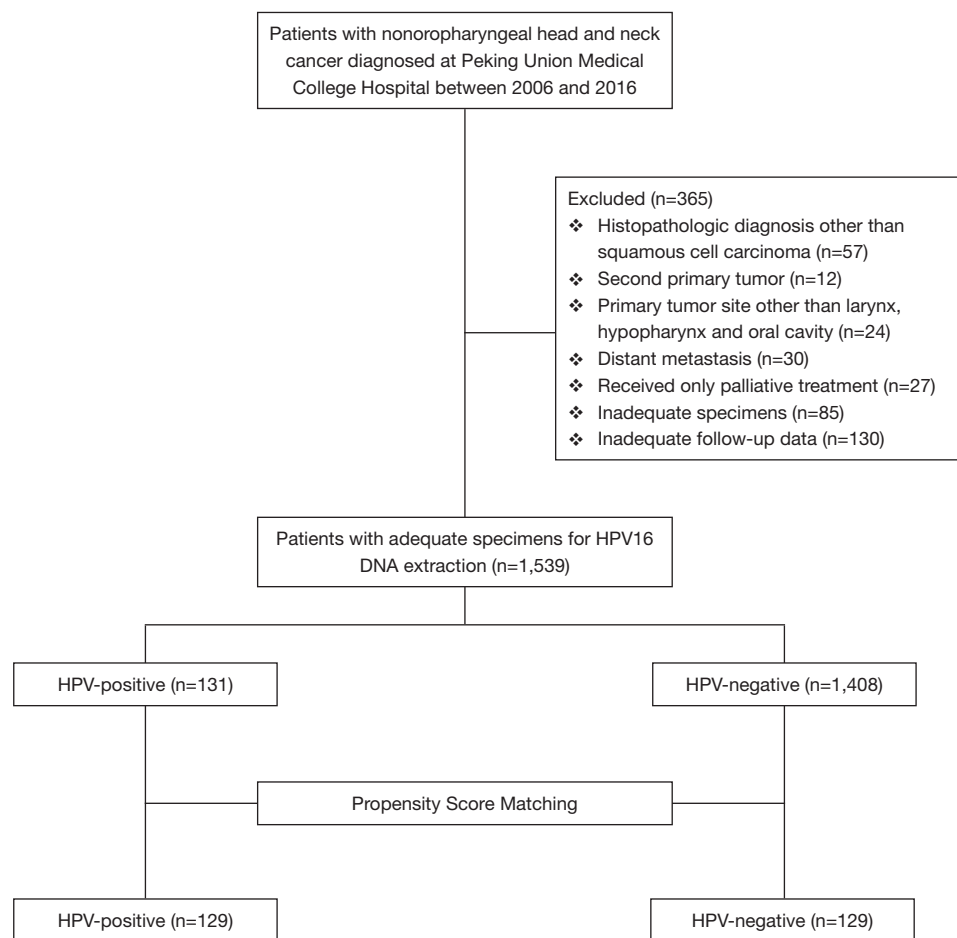 Patients with nonoropharyngeal head and neck
cancer diagnosed at Peking Union Medical
College Hospital between 2006 and 2016
Excluded (n=365)
❖ Histopathologic diagnosis other than
squamous cell carcinoma (n=57)
❖ Second primary tumor (n=12)
❖ Primary tumor site other than larynx,
hypopharynx and oral cavity (n=24)
❖ Distant metastasis (n=30)
❖ Received only palliative treatment (n=27)
❖ Inadequate specimens (n=85)
❖ Inadequate follow-up data (n=130)
Patients with adequate specimens for HPV16
DNA extraction (n=1,539)
HPV-positive (n=131)
HPV-negative (n=1,408)
Propensity Score Matching
HPV-positive (n=129)
HPV-negative (n=129)